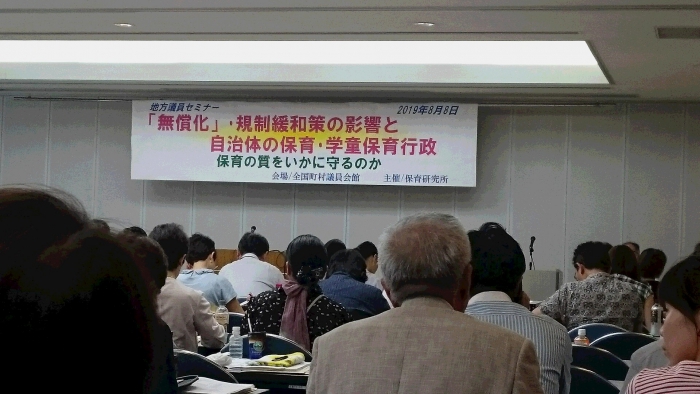 地方議員セミナー 2019年8月8日
「無償化」・規制緩和策の影響と
自治体の保育・学童保育行政
保育の質をいかに守るのか
会場/全国町村議員会館 主催/保育研究所